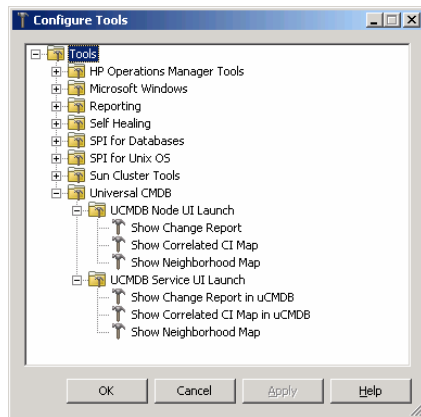 Configure Tools
Tools
HP Operations Manager Tools
Microsoft Windows
Reporting
Self Healing
SPI for Databases
SPI for Unix OS
Sun Cluster Tools
Universal CMDB
UCMDB Node UI Launch
Show Change Report
Show Correlated CI Map
Show Neighborhood Map
UCMDB Service UI Launch
Show Change Report in uCMDB
Show Correlated CI Map in uCMDB
Show Neighborhood Map
OK Cancel Apply Help